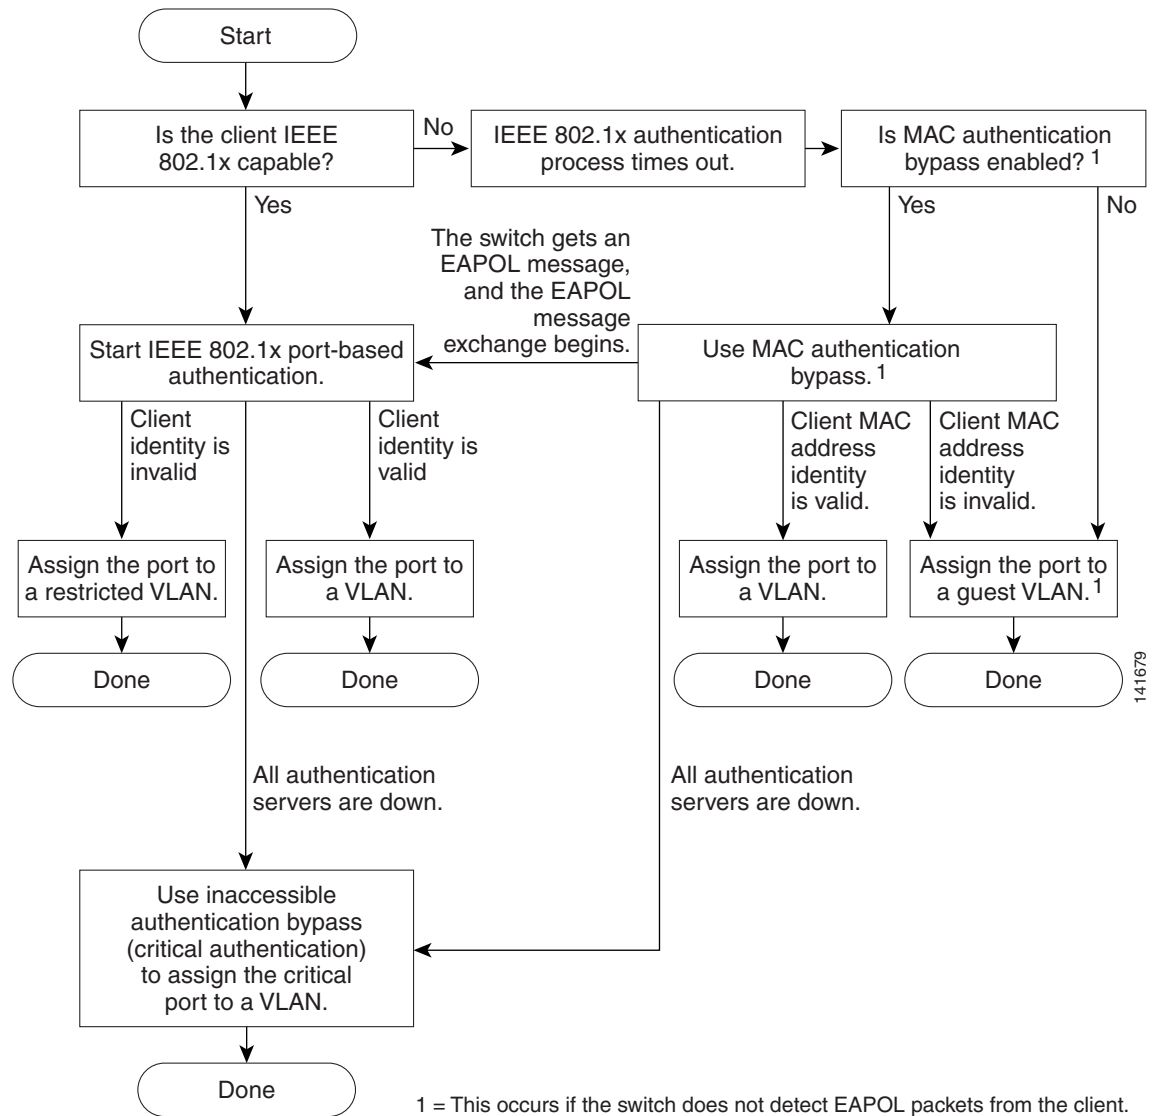 Start
Is the client IEEE
802.1x capable?
No
IEEE 802.1x authentication
process times out.
Is MAC authentication
bypass enabled? 1
Yes
Yes
No
The switch gets an
EAPOL message,
and the EAPOL
message
exchange begins.
Start IEEE 802.1x port-based
authentication.
Use MAC authentication
bypass. 1
Client
identity is
invalid
Client
identity is
valid
Client MAC
address
identity
is valid.
Client MAC
address
identity
is invalid.
Assign the port to
a restricted VLAN.
Assign the port to
a VLAN.
Assign the port to
a VLAN.
Assign the port to
a guest VLAN. 1
Done
Done
Done
Done
141679
All authentication
servers are down.
All authentication
servers are down.
Use inaccessible
authentication bypass
(critical authentication)
to assign the critical
port to a VLAN.
Done
1 = This occurs if the switch does not detect EAPOL packets from the client.